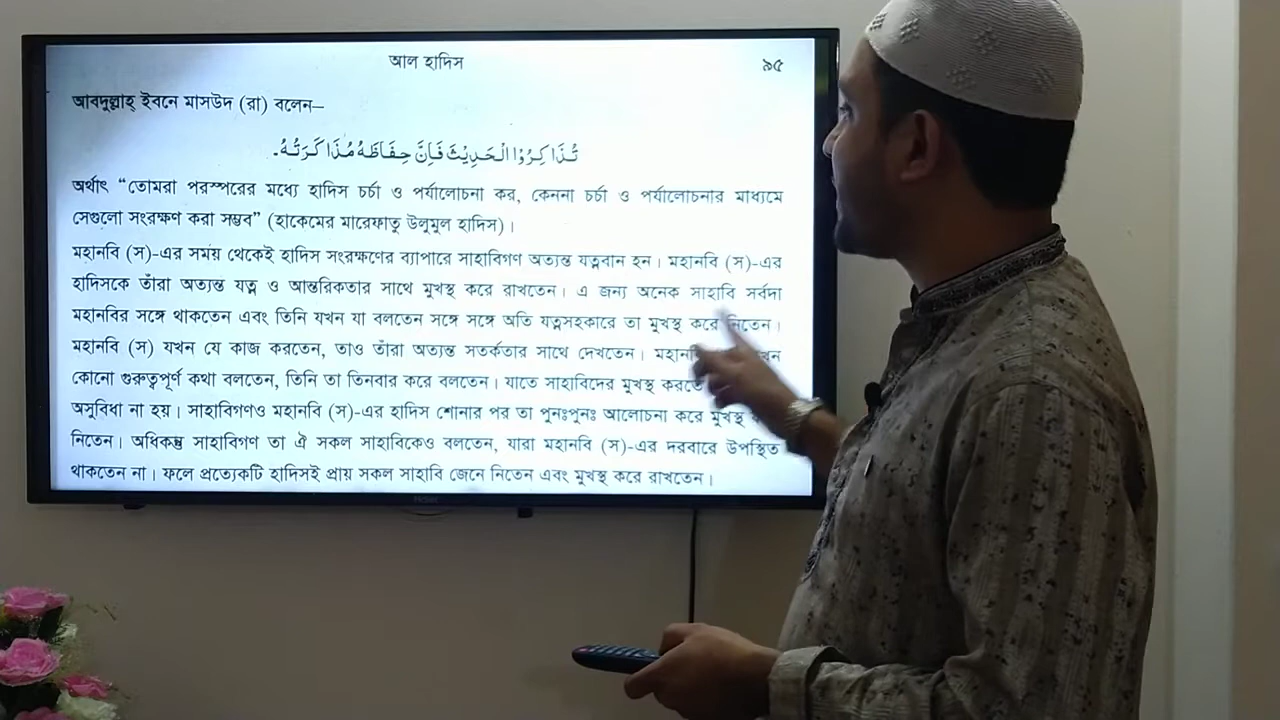 আল হাদিস ৯৫
আবদুল্লাহ্ ইবনে মাসউদ (রা) বলেন–
تُذَاكِرُوْا الْحَدِيْثَ فَاِنَّ حِفَاظَهُ مُذَاكَرَتُهُ۔
অর্থাৎ “তোমরা পরস্পরের মধ্যে হাদিস চর্চা ও পর্যালোচনা কর, কেননা চর্চা ও পর্যালোচনার মাধ্যমে
সেগুলো সংরক্ষণ করা সম্ভব” (হাকেমের মারেফাতু উলুমুল হাদিস)।
মহানবি (স)-এর সময় থেকেই হাদিস সংরক্ষণের ব্যাপারে সাহাবিগণ অত্যন্ত যত্নবান হন। মহানবি (স)-এর
হাদিসকে তাঁরা অত্যন্ত যত্ন ও আন্তরিকতার সাথে মুখস্থ করে রাখতেন। এ জন্য অনেক সাহাবি সর্বদা
মহানবির সঙ্গে থাকতেন এবং তিনি যখন যা বলতেন সঙ্গে সঙ্গে অতি যত্নসহকারে তা মুখস্থ করে নিতেন।
মহানবি (স) যখন যে কাজ করতেন, তাও তাঁরা অত্যন্ত সতর্কতার সাথে দেখতেন।
কোনো গুরুত্বপূর্ণ কথা বলতেন, তিনি তা তিনবার করে বলতেন। যাতে সাহাবিদের মুখস্থ করতে
অসুবিধা না হয়। সাহাবিগণও মহানবি (স)-এর হাদিস শোনার পর তা পুনঃপুনঃ আলোচনা করে মুখস্থ
নিতেন। অধিকন্তু সাহাবিগণ তা ঐ সকল সাহাবিকেও বলতেন, যারা মহানবি (স)-এর দরবারে উপস্থিত
থাকতেন না। ফলে প্রত্যেকটি হাদিসই প্রায় সকল সাহাবি জেনে নিতেন এবং মুখস্থ করে রাখতেন।